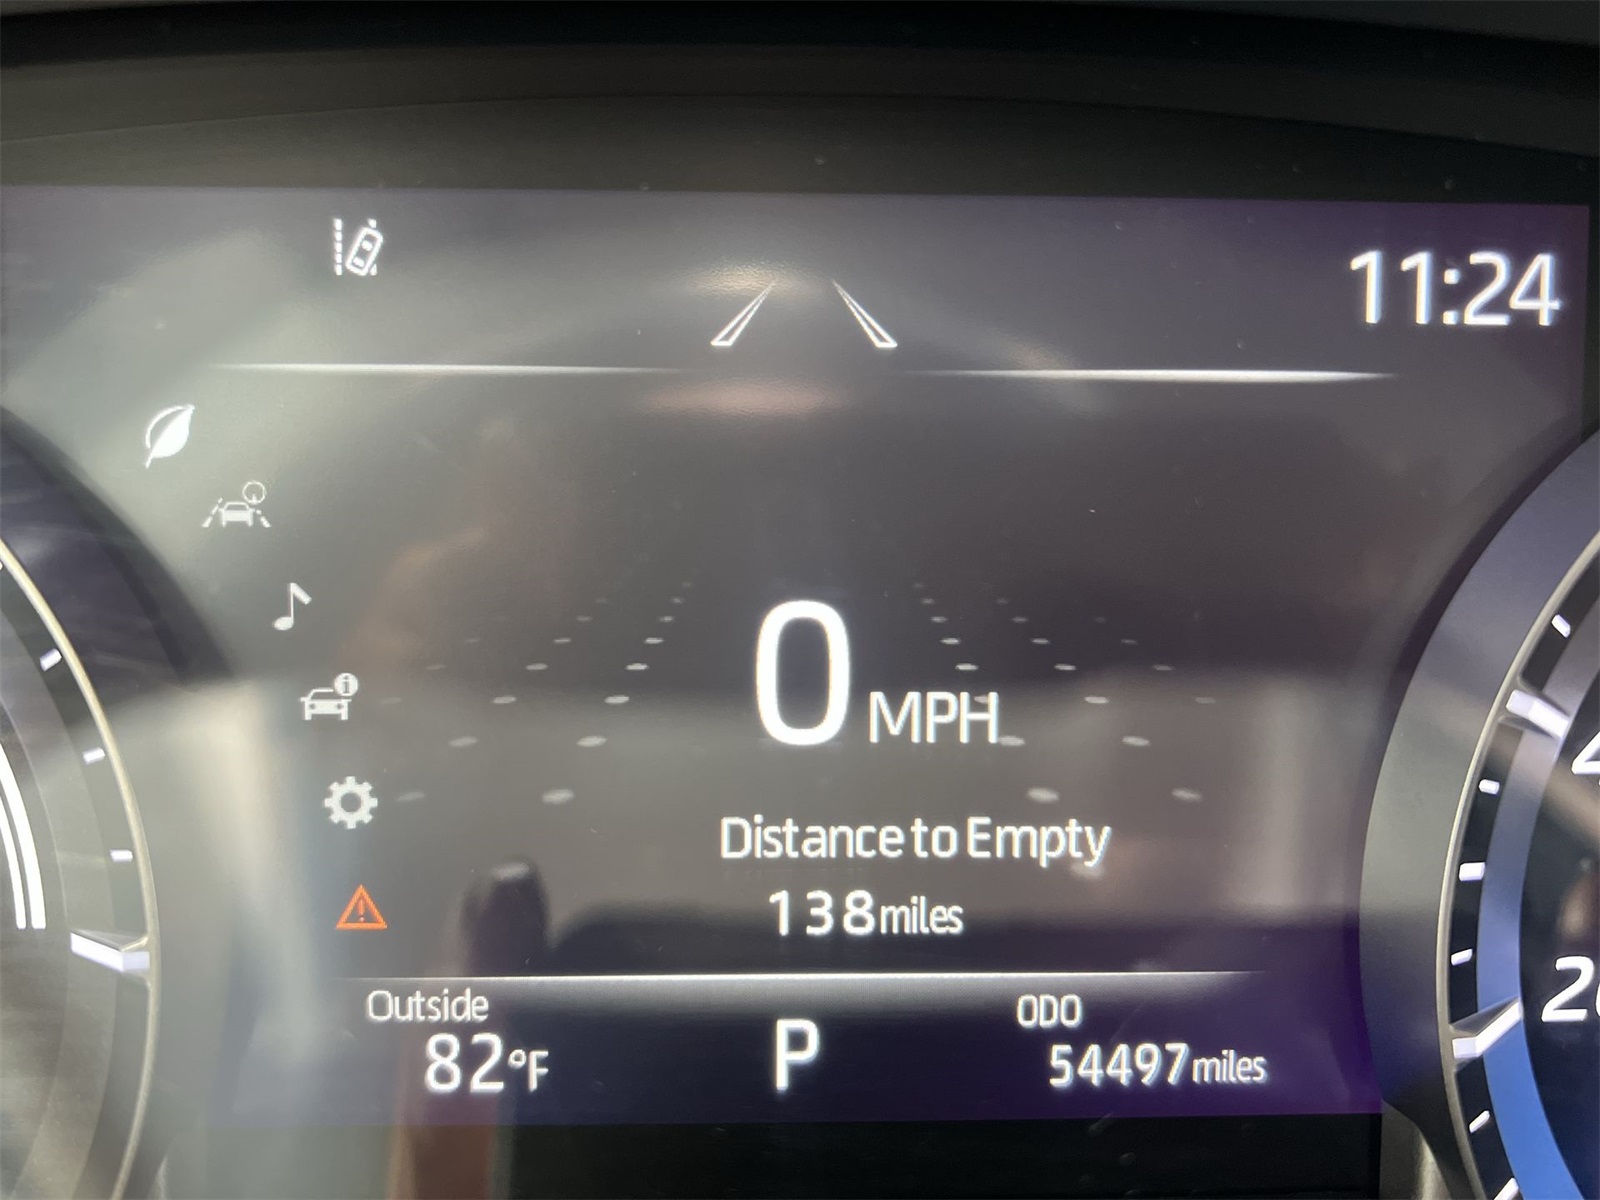 11:24
0 MPH
Distance to Empty
138 miles
Outside
82°F
P
ODO
54497 miles